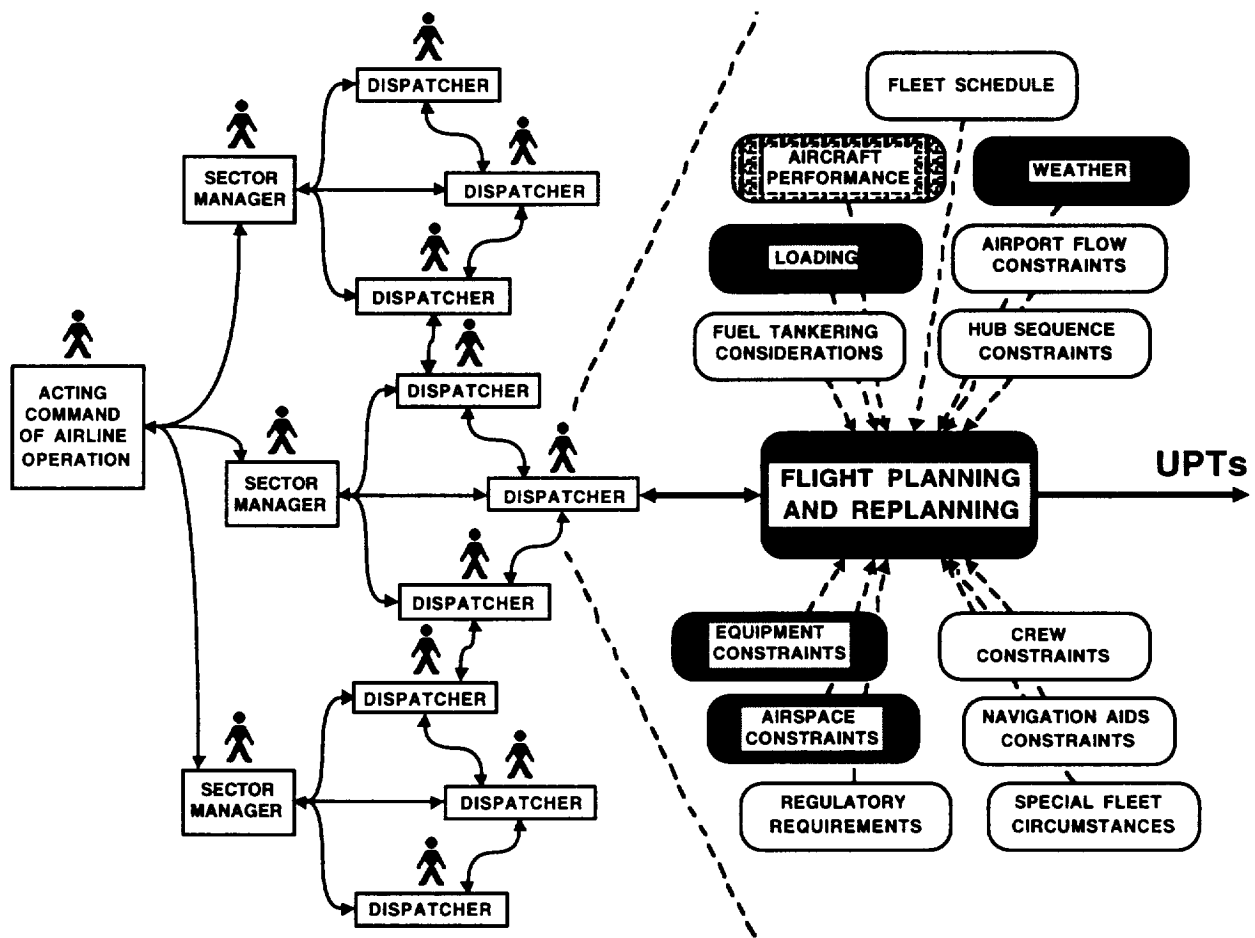 ACTING
COMMAND
OF AIRLINE
OPERATION
SECTOR
MANAGER
SECTOR
MANAGER
SECTOR
MANAGER
DISPATCHER
DISPATCHER
DISPATCHER
DISPATCHER
DISPATCHER
DISPATCHER
DISPATCHER
DISPATCHER
DISPATCHER
FLEET SCHEDULE
AIRCRAFT
PERFORMANCE
WEATHER
LOADING
AIRPORT FLOW
CONSTRAINTS
FUEL TANKERING
CONSIDERATIONS
HUB SEQUENCE
CONSTRAINTS
FLIGHT PLANNING
AND REPLANNING
UPTs
EQUIPMENT
CONSTRAINTS
CREW
CONSTRAINTS
AIRSPACE
CONSTRAINTS
NAVIGATION AIDS
CONSTRAINTS
REGULATORY
REQUIREMENTS
SPECIAL FLEET
CIRCUMSTANCES